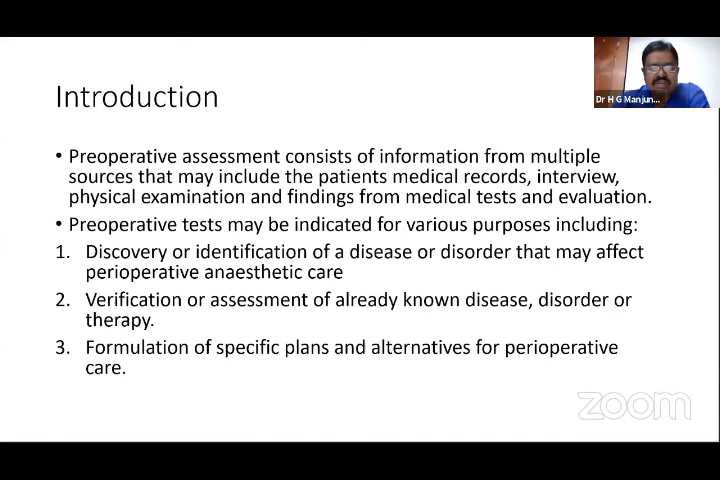 Introduction
• Preoperative assessment consists of information from multiple
sources that may include the patients medical records, interview,
physical examination and findings from medical tests and evaluation.
• Preoperative tests may be indicated for various purposes including:
1. Discovery or identification of a disease or disorder that may affect
perioperative anaesthetic care
2. Verification or assessment of already known disease, disorder or
therapy.
3. Formulation of specific plans and alternatives for perioperative
care.
Dr H G Manjun...
zoom